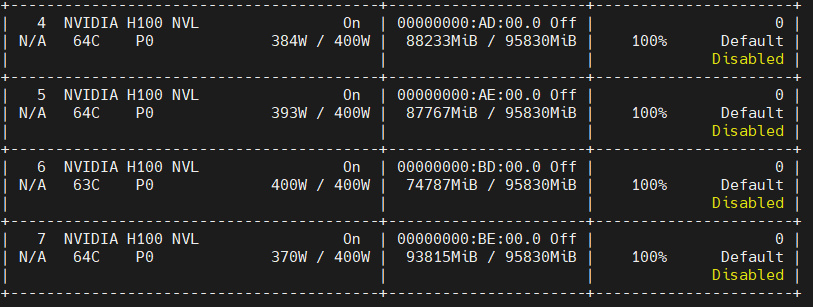 +-----------------------------------------+----------------------+----------------------+
|   4  NVIDIA H100 NVL                On  | 00000000:AD:00.0 Off |                    0 |
| N/A   64C    P0             384W / 400W |  88233MiB / 95830MiB |    100%      Default |
|                                         |                      |             Disabled |
+-----------------------------------------+----------------------+----------------------+
|   5  NVIDIA H100 NVL                On  | 00000000:AE:00.0 Off |                    0 |
| N/A   64C    P0             393W / 400W |  87767MiB / 95830MiB |    100%      Default |
|                                         |                      |             Disabled |
+-----------------------------------------+----------------------+----------------------+
|   6  NVIDIA H100 NVL                On  | 00000000:BD:00.0 Off |                    0 |
| N/A   63C    P0             400W / 400W |  74787MiB / 95830MiB |    100%      Default |
|                                         |                      |             Disabled |
+-----------------------------------------+----------------------+----------------------+
|   7  NVIDIA H100 NVL                On  | 00000000:BE:00.0 Off |                    0 |
| N/A   64C    P0             370W / 400W |  93815MiB / 95830MiB |    100%      Default |
|                                         |                      |             Disabled |
+-----------------------------------------+----------------------+----------------------+